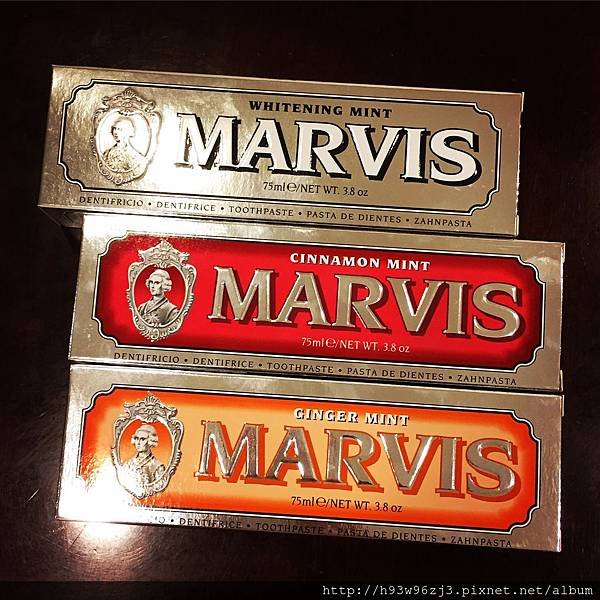 WHITENING MINT
MARVIS
75ml e/NET WT. 3.8 oz
DENTIFRICIO • DENTIFRICE • TOOTHPASTE • PASTA DE DIENTES • ZAHNPASTA
CINNAMON MINT
MARVIS
75ml e/NET WT. 3.8 oz
DENTIFRICIO • DENTIFRICE • TOOTHPASTE • PASTA DE DIENTES • ZAHNPASTA
GINGER MINT
MARVIS
75ml e/NET WT. 3.8 oz
DENTIFRICIO • DENTIFRICE • TOOTHPASTE • PASTA DE DIENTES • ZAHNPASTA
http://h93w96zj3.pixnet.net/album